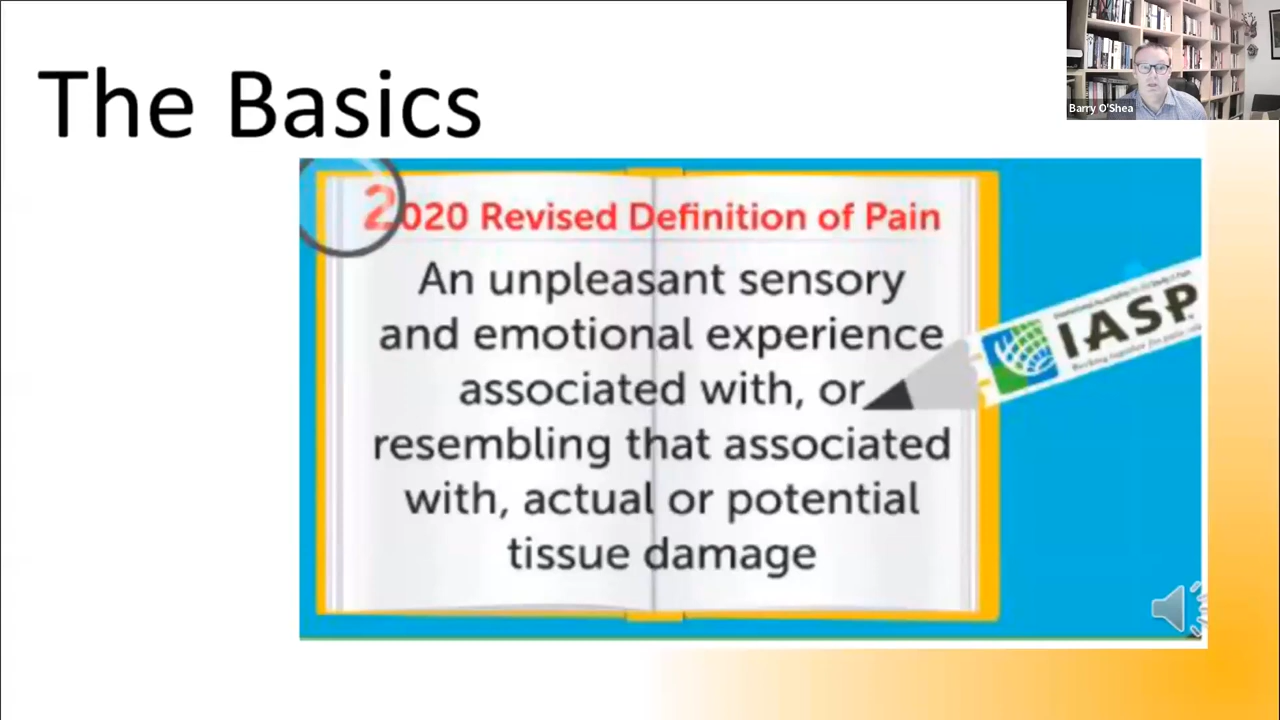 The Basics
Barry O'Shea
2020 Revised Definition of Pain
An unpleasant sensory
and emotional experience
associated with, or
resembling that associated
with, actual or potential
tissue damage
IASP